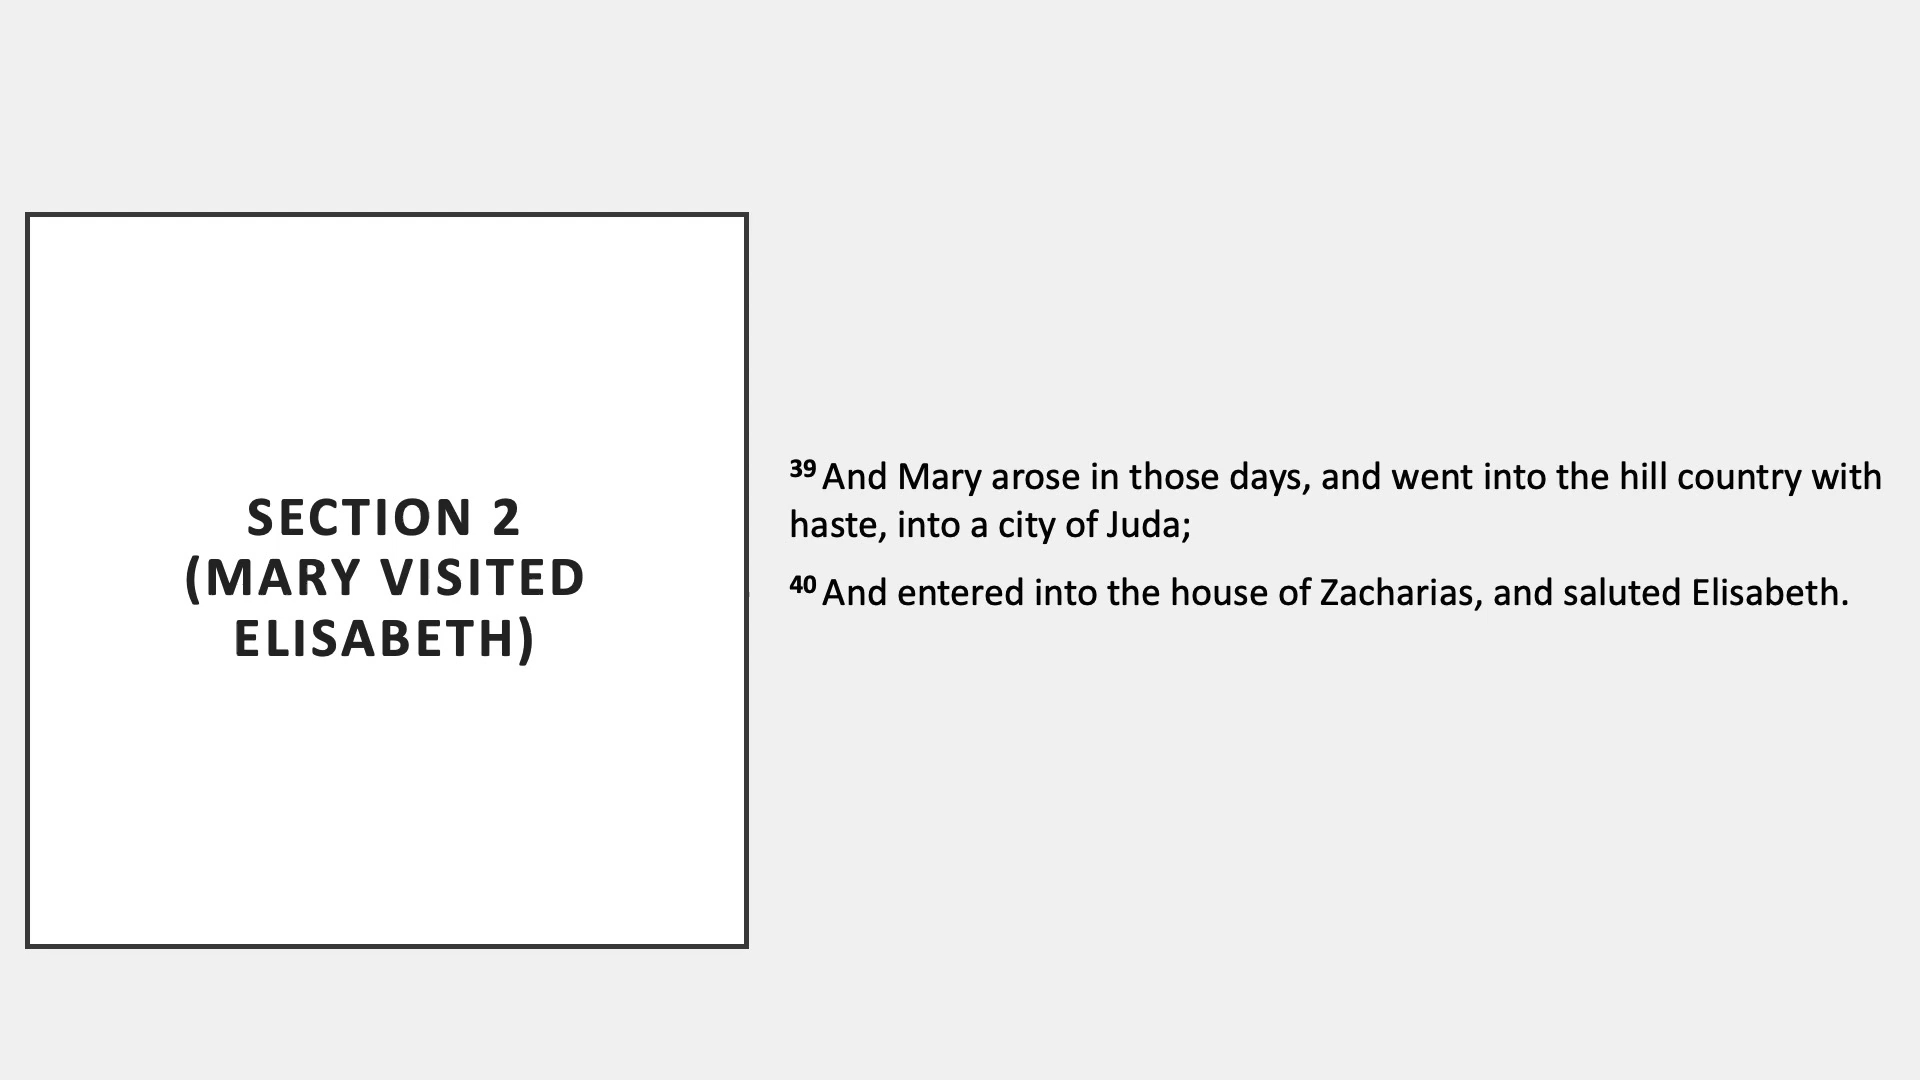 SECTION 2
(MARY VISITED
ELISABETH)
39 And Mary arose in those days, and went into the hill country with
haste, into a city of Juda;
40 And entered into the house of Zacharias, and saluted Elisabeth.